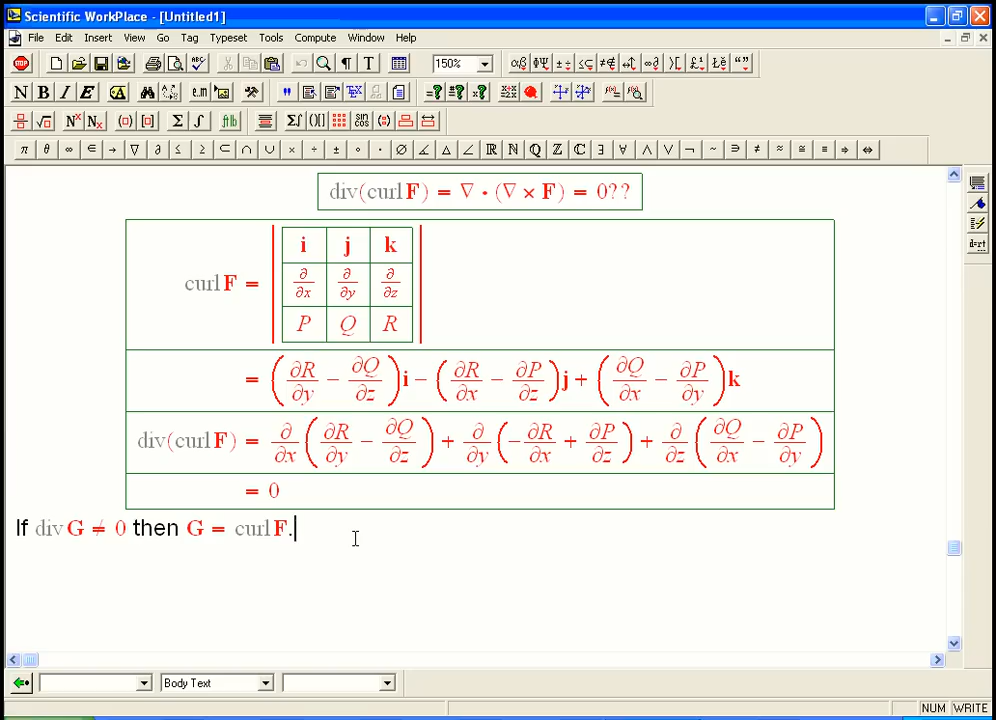 Scientific WorkPlace - [Untitled1]
File Edit Insert View Go Tag Typeset Tools Compute Window Help
150%
N B I E
π θ ∞ ∈ → ∇ ∂ ≤ ≥ ⊂ ∩ ∪ × ÷ ± ∘ · ∅ ∡ △ ∠ ℝ ℕ ℚ ℤ ℂ ∃ ∀ ∧ ∨ ¬ ~ ∋ ≠ ≈ ≅ ≡ ⇒ ⇔
div(curl F) = ∇ · (∇ × F) = 0??
curl F = | i j k |
| ∂/∂x ∂/∂y ∂/∂z |
| P Q R |
= (∂R/∂y − ∂Q/∂z) i − (∂R/∂x − ∂P/∂z) j + (∂Q/∂x − ∂P/∂y) k
div(curl F) = ∂/∂x (∂R/∂y − ∂Q/∂z) + ∂/∂y (−∂R/∂x + ∂P/∂z) + ∂/∂z (∂Q/∂x − ∂P/∂y)
= 0
If div G ≠ 0 then G = curl F.
Body Text
NUM WRITE